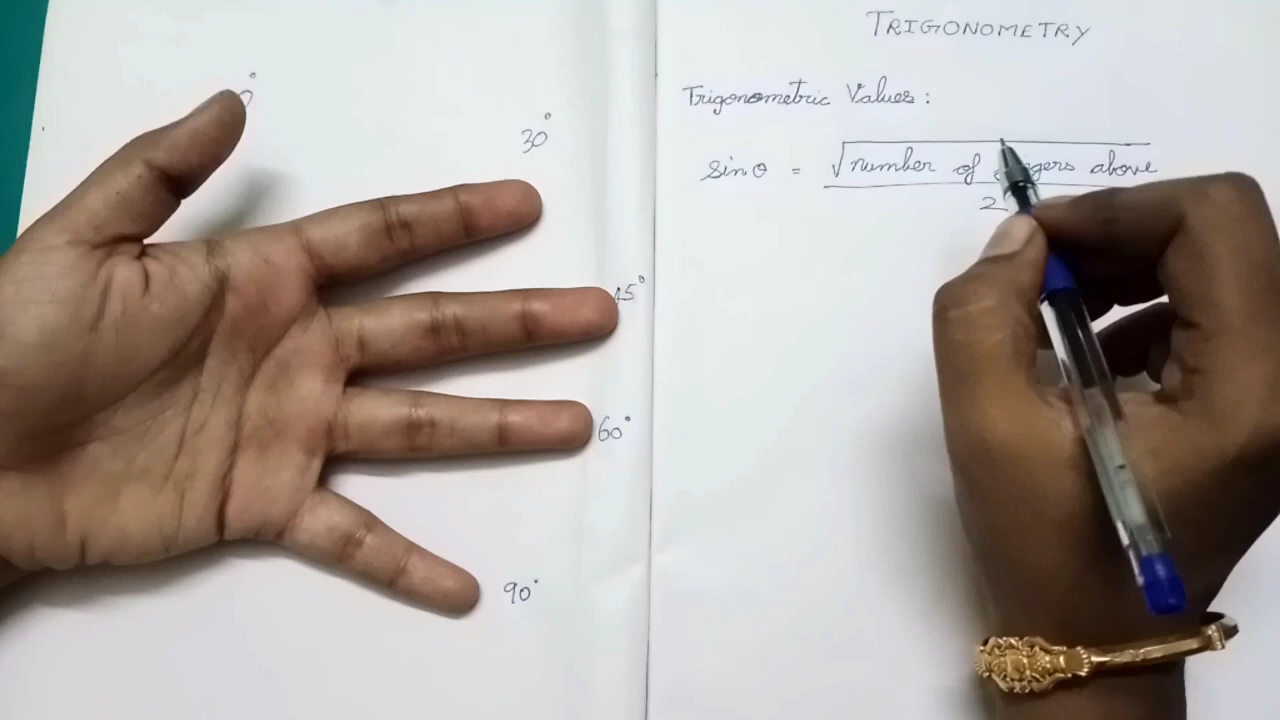 TRIGONOMETRY
Trigonometric Values:
sin θ = √number of above
2
30°
45°
60°
90°